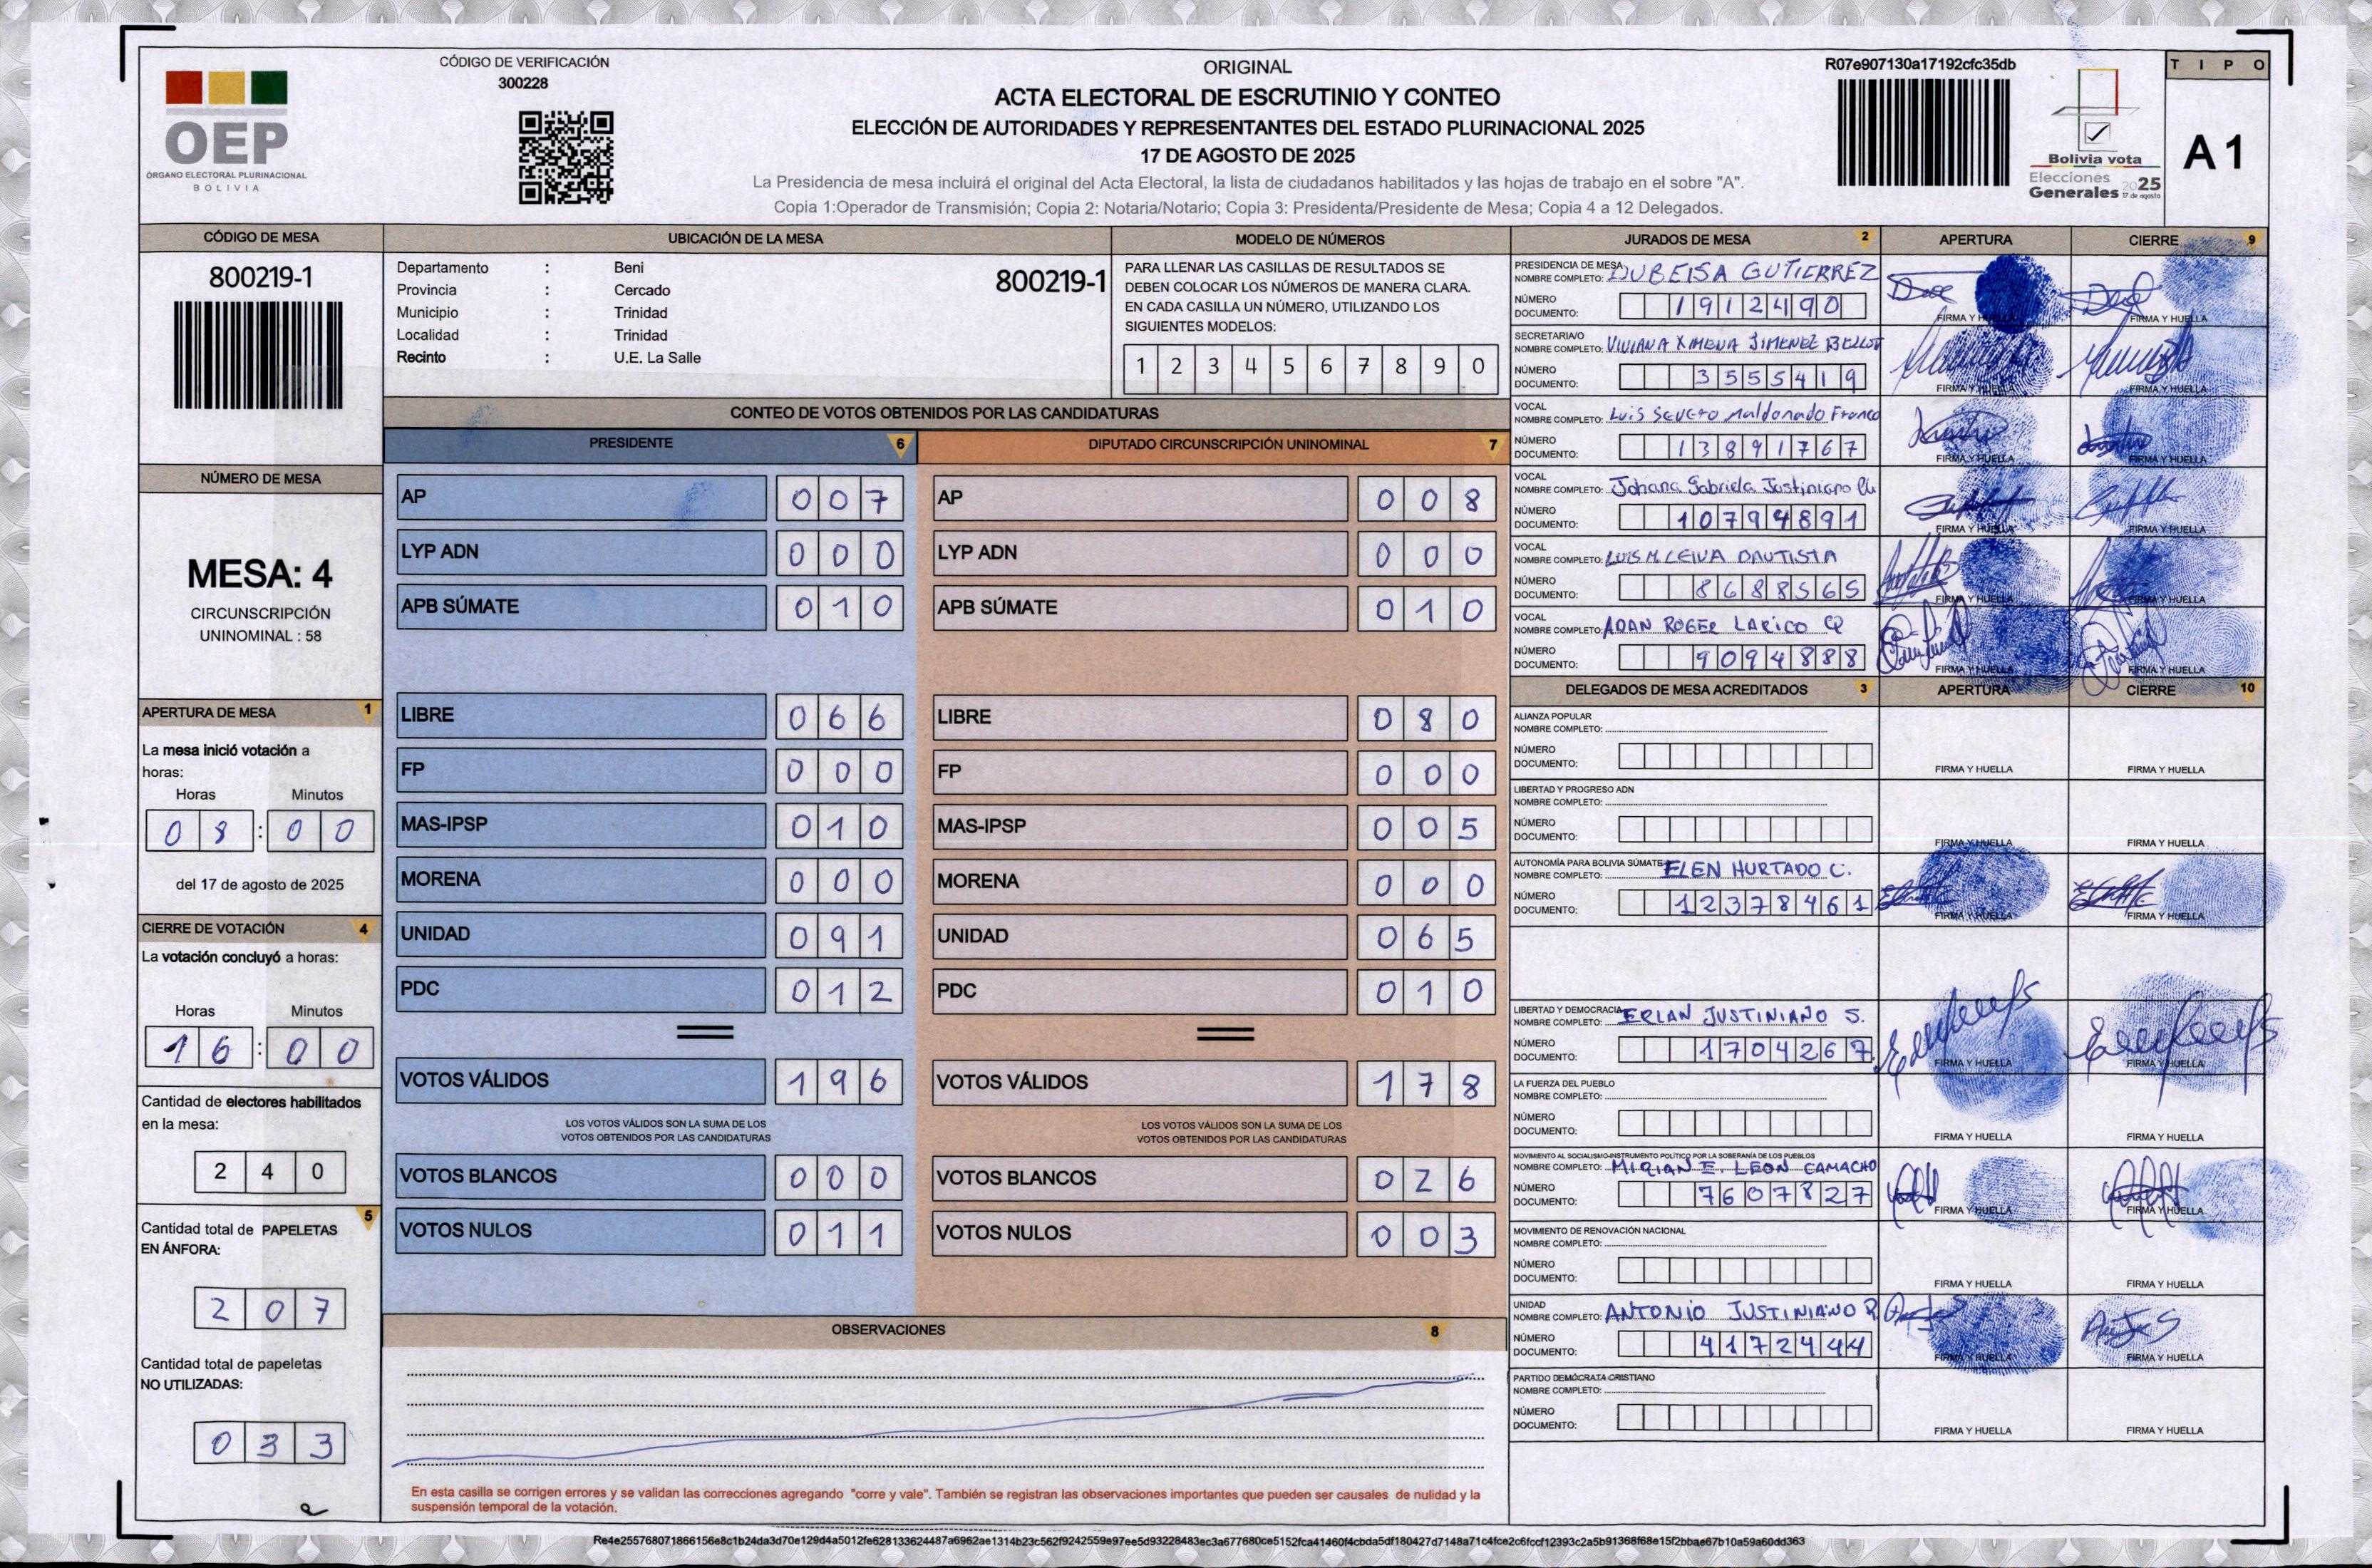 CÓDIGO DE VERIFICACIÓN
300228
OEP
ÓRGANO ELECTORAL PLURINACIONAL
BOLIVIA
ORIGINAL
ACTA ELECTORAL DE ESCRUTINIO Y CONTEO
ELECCIÓN DE AUTORIDADES Y REPRESENTANTES DEL ESTADO PLURINACIONAL 2025
17 DE AGOSTO DE 2025
La Presidencia de mesa incluirá el original del Acta Electoral, la lista de ciudadanos habilitados y las hojas de trabajo en el sobre "A".
Copia 1:Operador de Transmisión; Copia 2: Notaria/Notario; Copia 3: Presidenta/Presidente de Mesa; Copia 4 a 12 Delegados.
R07e907130a17192cfc35db
Bolivia vota
Elecciones
Generales 2025
17 de agosto
TIPO
A1
CÓDIGO DE MESA
800219-1
NÚMERO DE MESA
MESA: 4
CIRCUNSCRIPCIÓN
UNINOMINAL : 58
APERTURA DE MESA 1
La mesa inició votación a
horas:
Horas Minutos
08 : 00
del 17 de agosto de 2025
CIERRE DE VOTACIÓN 4
La votación concluyó a horas:
Horas Minutos
16 : 00
Cantidad de electores habilitados
en la mesa:
240
Cantidad total de PAPELETAS 5
EN ÁNFORA:
207
Cantidad total de papeletas
NO UTILIZADAS:
033
UBICACIÓN DE LA MESA
Departamento : Beni
800219-1
Provincia : Cercado
Municipio : Trinidad
Localidad : Trinidad
Recinto : U.E. La Salle
MODELO DE NÚMEROS
PARA LLENAR LAS CASILLAS DE RESULTADOS SE
DEBEN COLOCAR LOS NÚMEROS DE MANERA CLARA.
EN CADA CASILLA UN NÚMERO, UTILIZANDO LOS
SIGUIENTES MODELOS:
1 2 3 4 5 6 7 8 9 0
CONTEO DE VOTOS OBTENIDOS POR LAS CANDIDATURAS
PRESIDENTE 6
AP 007
LYP ADN 000
APB SÚMATE 010
LIBRE 066
FP 000
MAS-IPSP 010
MORENA 000
UNIDAD 091
PDC 012
VOTOS VÁLIDOS 196
LOS VOTOS VÁLIDOS SON LA SUMA DE LOS
VOTOS OBTENIDOS POR LAS CANDIDATURAS
VOTOS BLANCOS 000
VOTOS NULOS 011
DIPUTADO CIRCUNSCRIPCIÓN UNINOMINAL 7
AP 008
LYP ADN 000
APB SÚMATE 010
LIBRE 080
FP 000
MAS-IPSP 005
MORENA 000
UNIDAD 065
PDC 010
VOTOS VÁLIDOS 178
LOS VOTOS VÁLIDOS SON LA SUMA DE LOS
VOTOS OBTENIDOS POR LAS CANDIDATURAS
VOTOS BLANCOS 026
VOTOS NULOS 003
OBSERVACIONES 8
En esta casilla se corrigen errores y se validan las correcciones agregando "corre y vale". También se registran las observaciones importantes que pueden ser causales de nulidad y la
suspensión temporal de la votación.
JURADOS DE MESA 2 APERTURA CIERRE 9
PRESIDENCIA DE MESA
NOMBRE COMPLETO: DUBEISA GUTIERREZ
NÚMERO
DOCUMENTO: 1912490
FIRMA Y HUELLA FIRMA Y HUELLA
SECRETARIA/O
NOMBRE COMPLETO: VIVIANA XIMENA JIMENEZ BELLOT
NÚMERO
DOCUMENTO: 3555419
FIRMA Y HUELLA FIRMA Y HUELLA
VOCAL
NOMBRE COMPLETO: Luis Severo Maldonado Franco
NÚMERO
DOCUMENTO: 13891767
FIRMA Y HUELLA FIRMA Y HUELLA
VOCAL
NOMBRE COMPLETO: Johana Gabriela Justiniano
NÚMERO
DOCUMENTO: 10794891
FIRMA Y HUELLA FIRMA Y HUELLA
VOCAL
NOMBRE COMPLETO: LUIS M. LEIVA BAUTISTA
NÚMERO
DOCUMENTO: 8688565
FIRMA Y HUELLA FIRMA Y HUELLA
VOCAL
NOMBRE COMPLETO: ADAN ROGER LARICO Q
NÚMERO
DOCUMENTO: 9094888
FIRMA Y HUELLA FIRMA Y HUELLA
DELEGADOS DE MESA ACREDITADOS 3 APERTURA CIERRE 10
ALIANZA POPULAR
NOMBRE COMPLETO:
NÚMERO
DOCUMENTO:
FIRMA Y HUELLA FIRMA Y HUELLA
LIBERTAD Y PROGRESO ADN
NOMBRE COMPLETO:
NÚMERO
DOCUMENTO:
FIRMA Y HUELLA FIRMA Y HUELLA
AUTONOMÍA PARA BOLIVIA SÚMATE
NOMBRE COMPLETO: ELEN HURTADO C.
NÚMERO
DOCUMENTO: 12378461
FIRMA Y HUELLA FIRMA Y HUELLA
LIBERTAD Y DEMOCRACIA
NOMBRE COMPLETO: ERLAN JUSTINIANO S.
NÚMERO
DOCUMENTO: 1704267
FIRMA Y HUELLA FIRMA Y HUELLA
LA FUERZA DEL PUEBLO
NOMBRE COMPLETO:
NÚMERO
DOCUMENTO:
FIRMA Y HUELLA FIRMA Y HUELLA
MOVIMIENTO AL SOCIALISMO-INSTRUMENTO POLÍTICO POR LA SOBERANÍA DE LOS PUEBLOS
NOMBRE COMPLETO: MIRIAN E. LEON CAMACHO
NÚMERO
DOCUMENTO: 7607827
FIRMA Y HUELLA FIRMA Y HUELLA
MOVIMIENTO DE RENOVACIÓN NACIONAL
NOMBRE COMPLETO:
NÚMERO
DOCUMENTO:
FIRMA Y HUELLA FIRMA Y HUELLA
UNIDAD
NOMBRE COMPLETO: ANTONIO JUSTINIANO R
NÚMERO
DOCUMENTO: 4172444
FIRMA Y HUELLA FIRMA Y HUELLA
PARTIDO DEMÓCRATA CRISTIANO
NOMBRE COMPLETO:
NÚMERO
DOCUMENTO:
FIRMA Y HUELLA FIRMA Y HUELLA